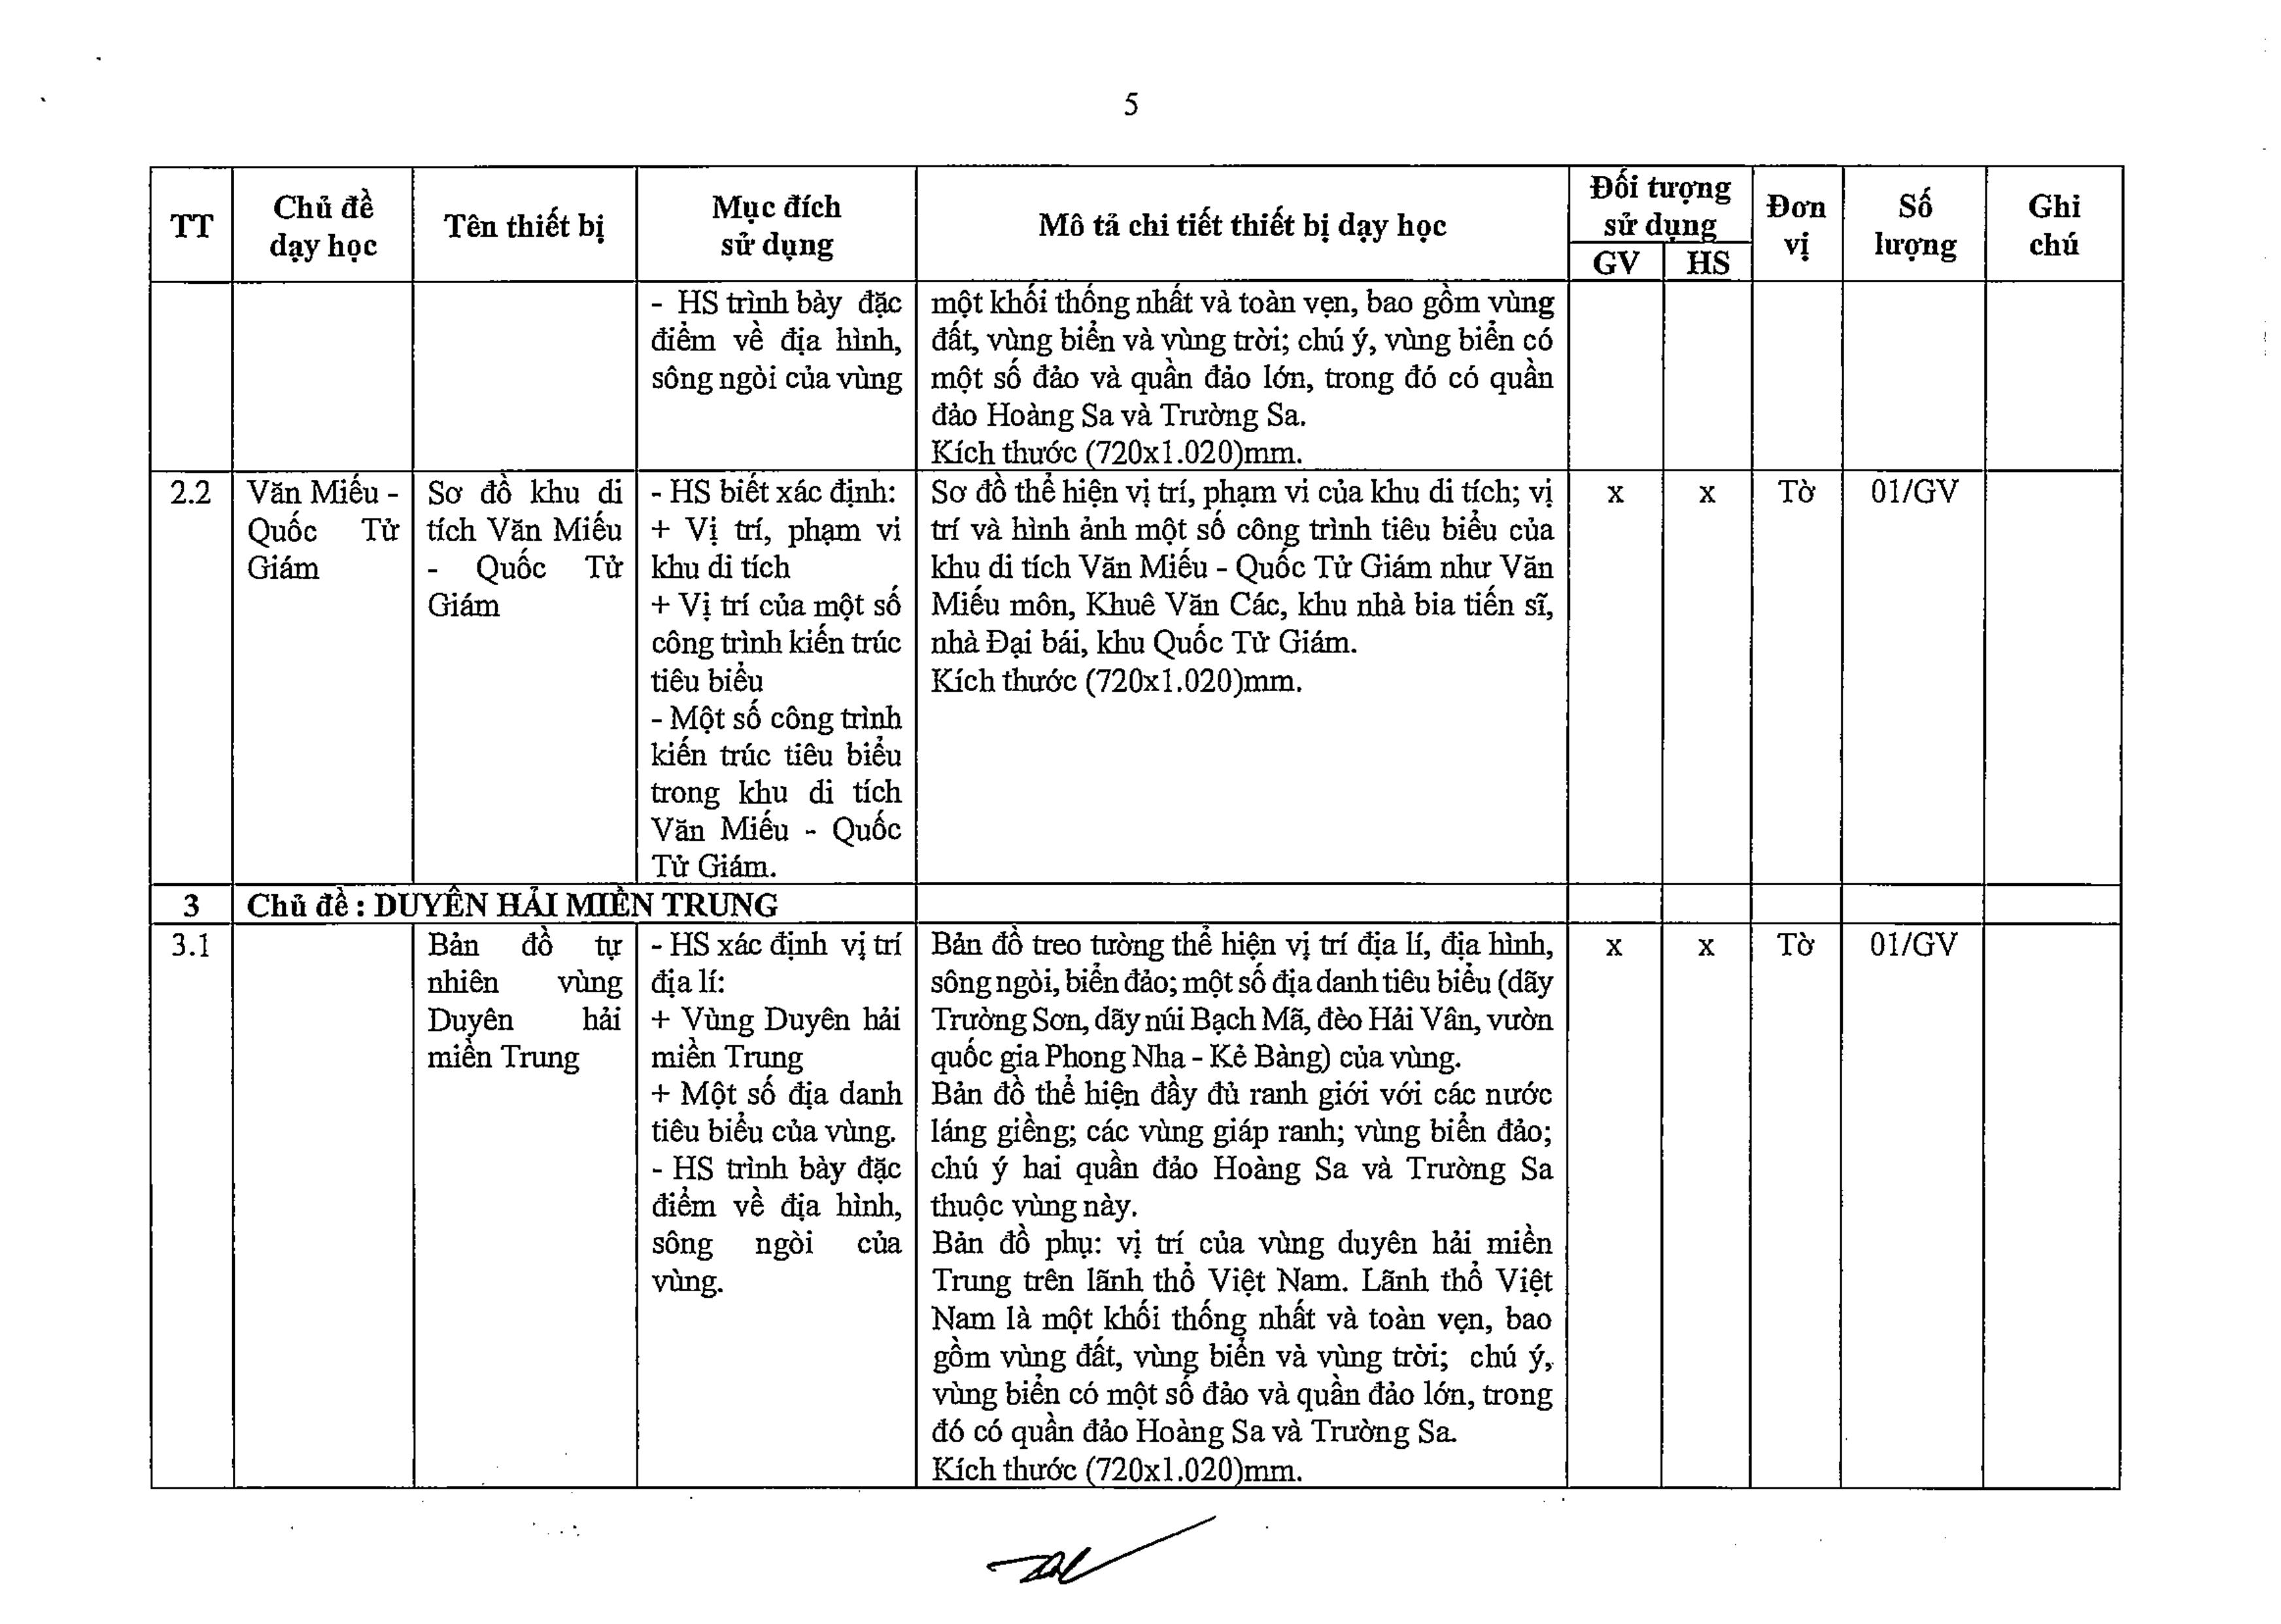 5
TT
Chủ đề
dạy học
Tên thiết bị
Mục đích
sử dụng
Mô tả chi tiết thiết bị dạy học
Đối tượng
sử dụng
GV
HS
Đơn
vị
Số
lượng
Ghi
chú
- HS trình bày đặc
điểm về địa hình,
sông ngòi của vùng
một khối thống nhất và toàn vẹn, bao gồm vùng
đất, vùng biển và vùng trời; chú ý, vùng biển có
một số đảo và quần đảo lớn, trong đó có quần
đảo Hoàng Sa và Trường Sa.
Kích thước (720x1.020)mm.
2.2
Văn Miếu -
Quốc Tử
Giám
Sơ đồ khu di
tích Văn Miếu
- Quốc Tử
Giám
- HS biết xác định:
+ Vị trí, phạm vi
khu di tích
+ Vị trí của một số
công trình kiến trúc
tiêu biểu
- Một số công trình
kiến trúc tiêu biểu
trong khu di tích
Văn Miếu - Quốc
Tử Giám.
Sơ đồ thể hiện vị trí, phạm vi của khu di tích; vị
trí và hình ảnh một số công trình tiêu biểu của
khu di tích Văn Miếu - Quốc Tử Giám như Văn
Miếu môn, Khuê Văn Các, khu nhà bia tiến sĩ,
nhà Đại bái, khu Quốc Tử Giám.
Kích thước (720x1.020)mm.
x
x
Tờ
01/GV
3
Chủ đề : DUYÊN HẢI MIỀN TRUNG
3.1
Bản đồ tự
nhiên vùng
Duyên hải
miền Trung
- HS xác định vị trí
địa lí:
+ Vùng Duyên hải
miền Trung
+ Một số địa danh
tiêu biểu của vùng.
- HS trình bày đặc
điểm về địa hình,
sông ngòi của
vùng.
Bản đồ treo tường thể hiện vị trí địa lí, địa hình,
sông ngòi, biển đảo; một số địa danh tiêu biểu (dãy
Trường Sơn, dãy núi Bạch Mã, đèo Hải Vân, vườn
quốc gia Phong Nha - Kẻ Bàng) của vùng.
Bản đồ thể hiện đầy đủ ranh giới với các nước
láng giềng; các vùng giáp ranh; vùng biển đảo;
chú ý hai quần đảo Hoàng Sa và Trường Sa
thuộc vùng này.
Bản đồ phụ: vị trí của vùng duyên hải miền
Trung trên lãnh thổ Việt Nam. Lãnh thổ Việt
Nam là một khối thống nhất và toàn vẹn, bao
gồm vùng đất, vùng biển và vùng trời; chú ý,
vùng biển có một số đảo và quần đảo lớn, trong
đó có quần đảo Hoàng Sa và Trường Sa.
Kích thước (720x1.020)mm.
x
x
Tờ
01/GV